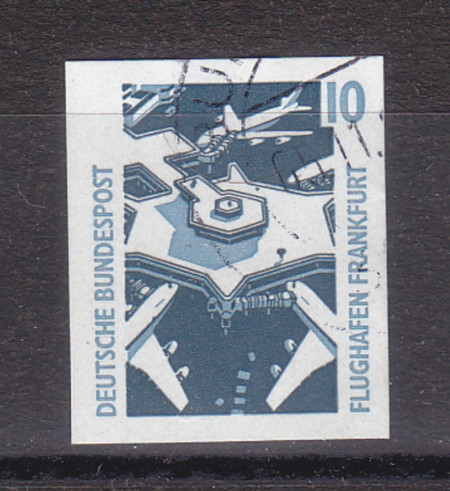 10
DEUTSCHE BUNDESPOST
FLUGHAFEN FRANKFURT